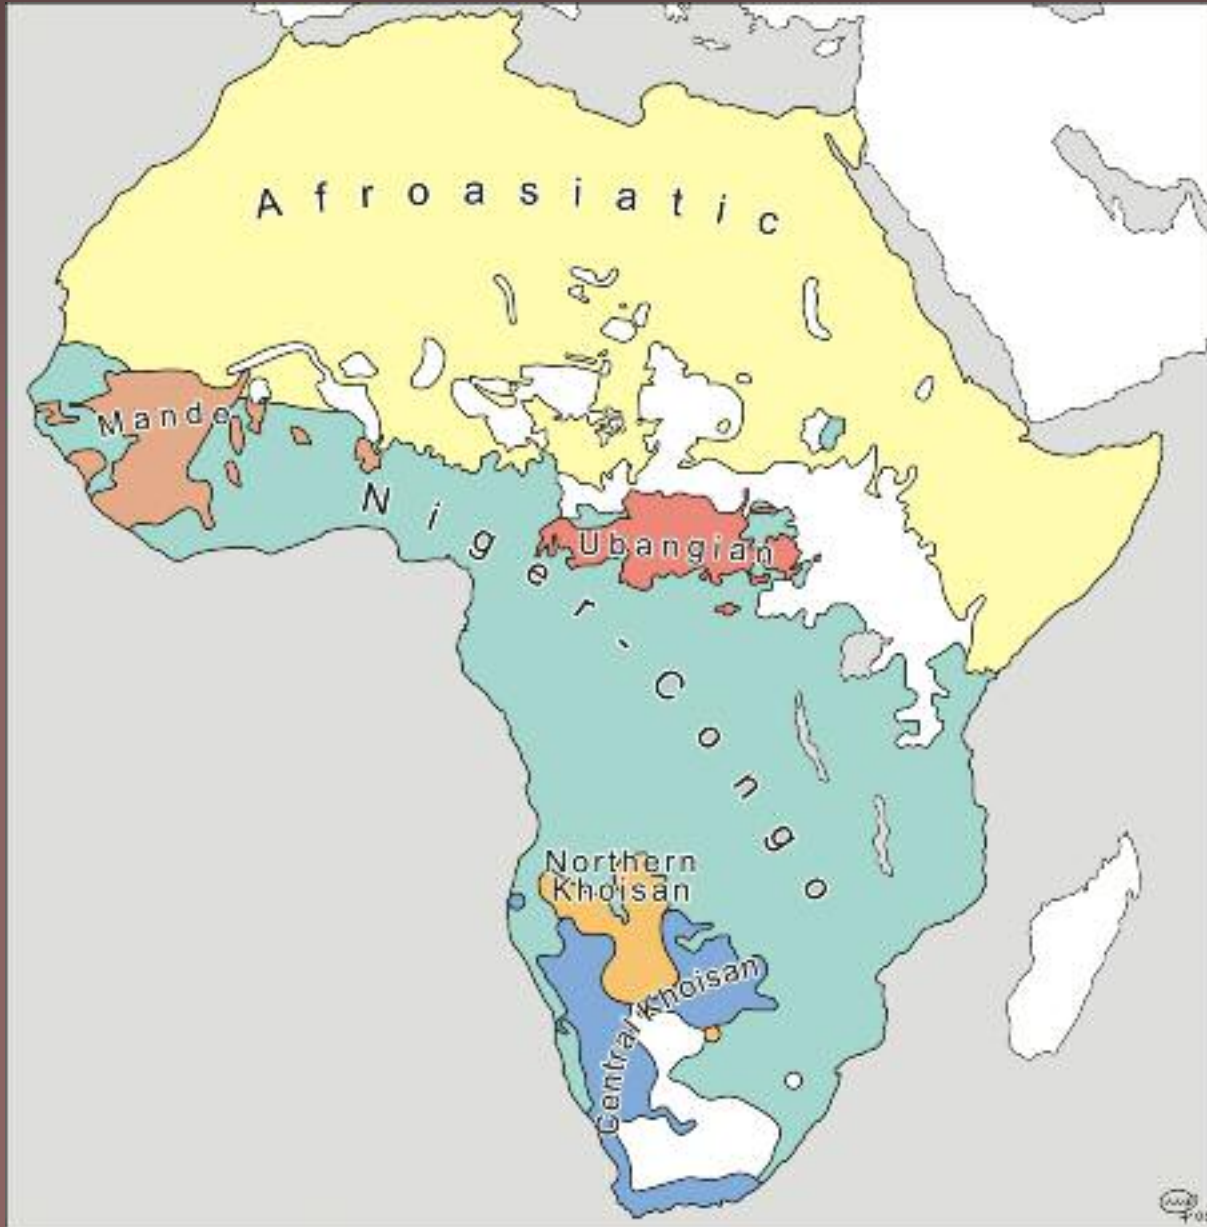 Afroasiatic
Mande
Niger-Congo
Ubangian
Northern
Khoisan
Central Khoisan